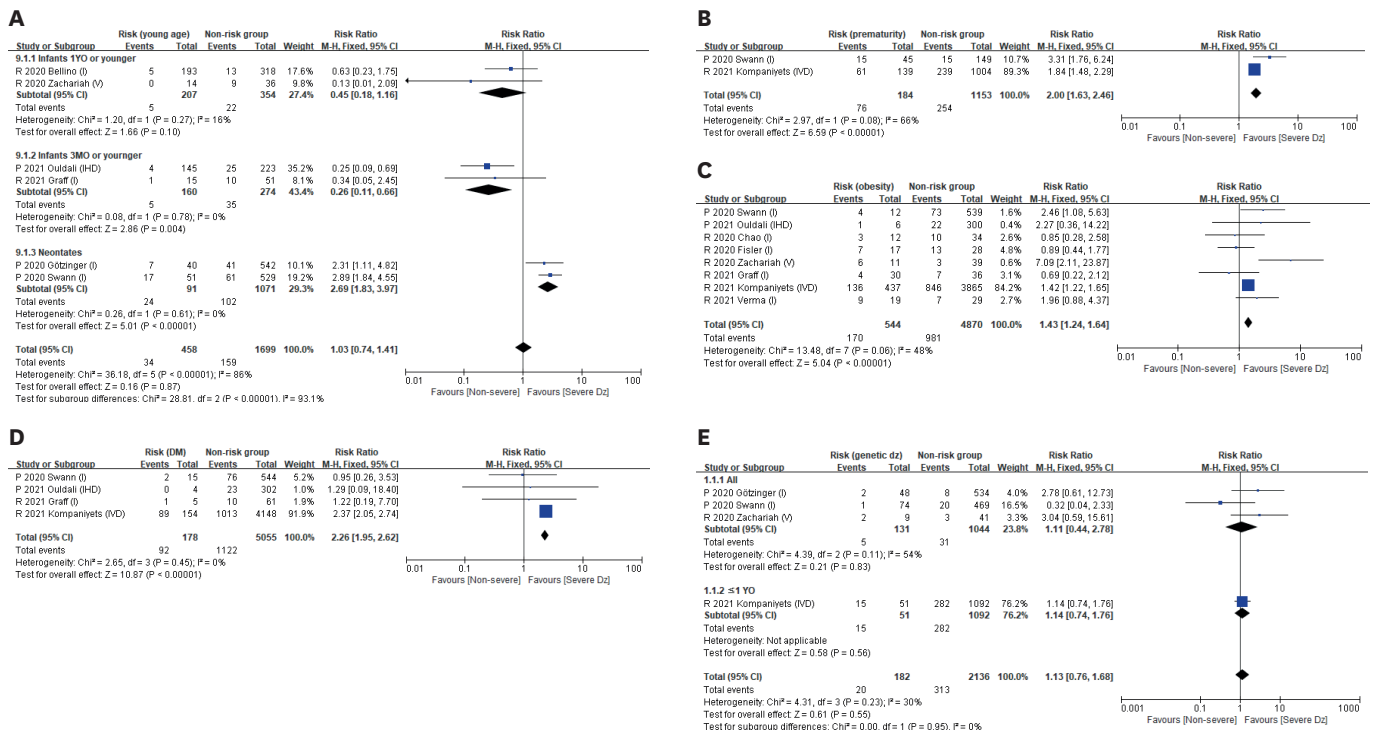 A
Risk (young age) Non-risk group Risk Ratio Risk Ratio
Study or Subgroup Events Total Events Total Weight M-H, Fixed, 95% CI M-H, Fixed, 95% CI
9.1.1 Infants 1YO or younger
R 2020 Bellino (I) 5 193 13 318 17.6% 0.63 [0.23, 1.75]
R 2020 Zachariah (V) 0 14 9 36 9.8% 0.13 [0.01, 2.09]
Subtotal (95% CI) 207 354 27.4% 0.45 [0.18, 1.16]
Total events 5 22
Heterogeneity: Chi² = 1.20, df = 1 (P = 0.27); I² = 16%
Test for overall effect: Z = 1.66 (P = 0.10)
9.1.2 Infants 3MO or yournger
P 2021 Ouldali (IHD) 4 145 25 223 35.2% 0.25 [0.09, 0.69]
R 2021 Graff (I) 1 15 10 51 8.1% 0.34 [0.05, 2.45]
Subtotal (95% CI) 160 274 43.4% 0.26 [0.11, 0.66]
Total events 5 35
Heterogeneity: Chi² = 0.08, df = 1 (P = 0.78); I² = 0%
Test for overall effect: Z = 2.86 (P = 0.004)
9.1.3 Neontates
P 2020 Götzinger (I) 7 40 41 542 10.1% 2.31 [1.11, 4.82]
P 2020 Swann (I) 17 51 61 529 19.2% 2.89 [1.84, 4.55]
Subtotal (95% CI) 91 1071 29.3% 2.69 [1.83, 3.97]
Total events 24 102
Heterogeneity: Chi² = 0.26, df = 1 (P = 0.61); I² = 0%
Test for overall effect: Z = 5.01 (P < 0.00001)
Total (95% CI) 458 1699 100.0% 1.03 [0.74, 1.41]
Total events 34 159
Heterogeneity: Chi² = 36.18, df = 5 (P < 0.00001); I² = 86%
Test for overall effect: Z = 0.16 (P = 0.87)
Test for subgroup differences: Chi² = 28.81, df = 2 (P < 0.00001), I² = 93.1%
0.01 0.1 1 10 100
Favours [Non-severe] Favours [Severe Dz]
B
Risk (prematurity) Non-risk group Risk Ratio Risk Ratio
Study or Subgroup Events Total Events Total Weight M-H, Fixed, 95% CI M-H, Fixed, 95% CI
P 2020 Swann (I) 15 45 15 149 10.7% 3.31 [1.76, 6.24]
R 2021 Kompaniyets (IVD) 61 139 239 1004 89.3% 1.84 [1.48, 2.29]
Total (95% CI) 184 1153 100.0% 2.00 [1.63, 2.46]
Total events 76 254
Heterogeneity: Chi² = 2.97, df = 1 (P = 0.08); I² = 66%
Test for overall effect: Z = 6.59 (P < 0.00001)
0.01 0.1 1 10 100
Favours [Non-severe] Favours [Severe Dz]
C
Risk (obesity) Non-risk group Risk Ratio Risk Ratio
Study or Subgroup Events Total Events Total Weight M-H, Fixed, 95% CI M-H, Fixed, 95% CI
P 2020 Swann (I) 4 12 73 539 1.6% 2.46 [1.08, 5.63]
P 2021 Ouldali (IHD) 1 6 22 300 0.4% 2.27 [0.36, 14.22]
R 2020 Chao (I) 3 12 10 34 2.6% 0.85 [0.28, 2.58]
R 2020 Fisler (I) 7 17 13 28 5.0% 0.89 [0.44, 1.77]
R 2020 Zachariah (V) 6 11 3 39 0.6% 7.09 [2.11, 23.87]
R 2021 Graff (I) 4 30 7 36 3.1% 0.69 [0.22, 2.12]
R 2021 Kompaniyets (IVD) 136 437 846 3865 84.2% 1.42 [1.22, 1.65]
R 2021 Verma (I) 9 19 7 29 2.7% 1.96 [0.88, 4.37]
Total (95% CI) 544 4870 100.0% 1.43 [1.24, 1.64]
Total events 170 981
Heterogeneity: Chi² = 13.48, df = 7 (P = 0.06); I² = 48%
Test for overall effect: Z = 5.04 (P < 0.00001)
0.01 0.1 1 10 100
Favours [Non-severe] Favours [Severe Dz]
D
Risk (DM) Non-risk group Risk Ratio Risk Ratio
Study or Subgroup Events Total Events Total Weight M-H, Fixed, 95% CI M-H, Fixed, 95% CI
P 2020 Swann (I) 2 15 76 544 5.2% 0.95 [0.26, 3.53]
P 2021 Ouldali (IHD) 0 4 23 302 0.9% 1.29 [0.09, 18.40]
R 2021 Graff (I) 1 5 10 61 1.9% 1.22 [0.19, 7.70]
R 2021 Kompaniyets (IVD) 89 154 1013 4148 91.9% 2.37 [2.05, 2.74]
Total (95% CI) 178 5055 100.0% 2.26 [1.95, 2.62]
Total events 92 1122
Heterogeneity: Chi² = 2.65, df = 3 (P = 0.45); I² = 0%
Test for overall effect: Z = 10.87 (P < 0.00001)
0.01 0.1 1 10 100
Favours [Non-severe] Favours [Severe Dz]
E
Risk (genetic dz) Non-risk group Risk Ratio Risk Ratio
Study or Subgroup Events Total Events Total Weight M-H, Fixed, 95% CI M-H, Fixed, 95% CI
1.1.1 All
P 2020 Götzinger (I) 2 48 8 534 4.0% 2.78 [0.61, 12.73]
P 2020 Swann (I) 1 74 20 469 16.5% 0.32 [0.04, 2.33]
R 2020 Zachariah (V) 2 9 3 41 3.3% 3.04 [0.59, 15.61]
Subtotal (95% CI) 131 1044 23.8% 1.11 [0.44, 2.78]
Total events 5 31
Heterogeneity: Chi² = 4.39, df = 2 (P = 0.11); I² = 54%
Test for overall effect: Z = 0.21 (P = 0.83)
1.1.2 ≤1 YO
R 2021 Kompaniyets (IVD) 15 51 282 1092 76.2% 1.14 [0.74, 1.76]
Subtotal (95% CI) 51 1092 76.2% 1.14 [0.74, 1.76]
Total events 15 282
Heterogeneity: Not applicable
Test for overall effect: Z = 0.58 (P = 0.56)
Total (95% CI) 182 2136 100.0% 1.13 [0.76, 1.68]
Total events 20 313
Heterogeneity: Chi² = 4.31, df = 3 (P = 0.23); I² = 30%
Test for overall effect: Z = 0.61 (P = 0.55)
Test for subgroup differences: Chi² = 0.00, df = 1 (P = 0.95), I² = 0%
0.001 0.1 1 10 1000
Favours [Non-severe] Favours [Severe Dz]